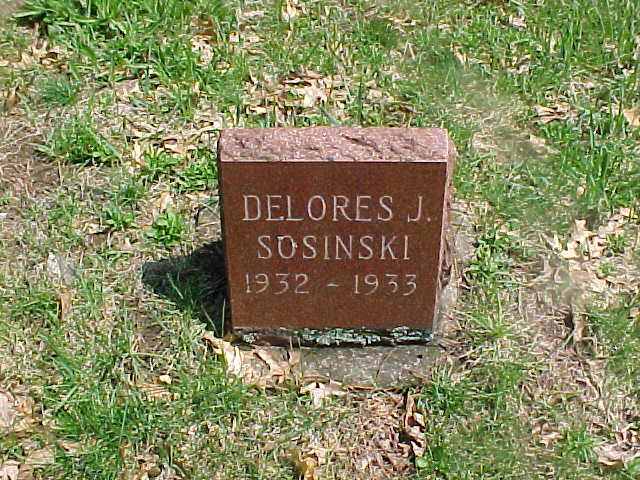 DELORES J.
SOSINSKI
1932 - 1933